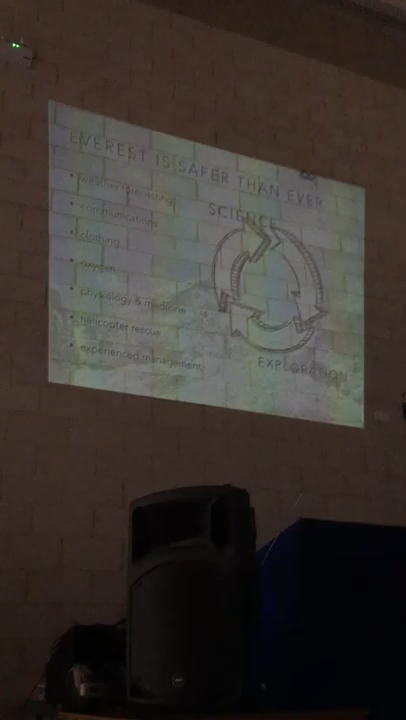 EVEREST IS SAFER THAN EVER
• weather forecasting
• communications
• clothing
• oxygen
• physiology & medicine
• helicopter rescue
• experienced management
SCIENCE
EXPLORATION